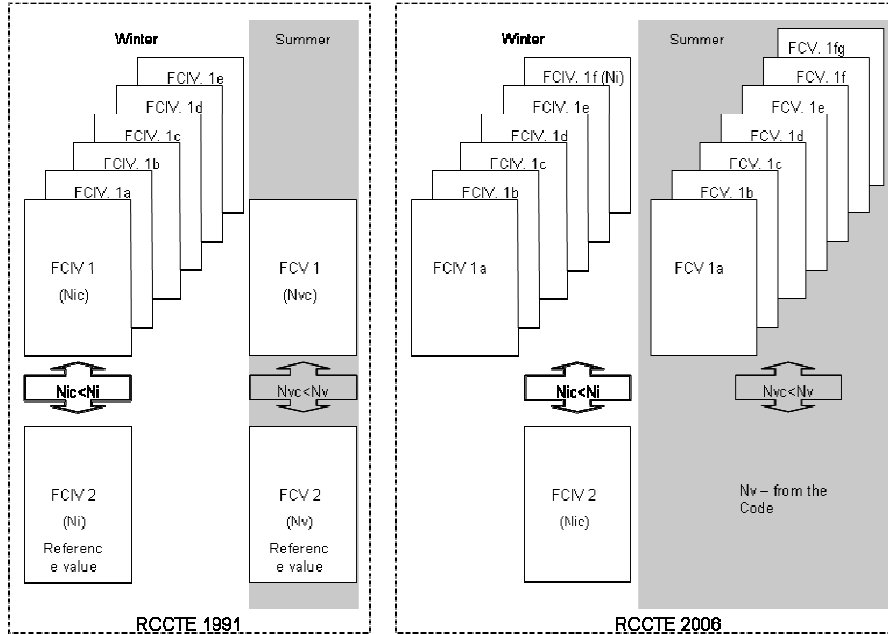 Winter
Summer
FCIV. 1e
FCIV. 1d
FCIV. 1c
FCIV. 1b
FCIV. 1a
FCIV 1
(Nic)
FCV 1
(Nvc)
Nic<Ni
Nvc<Nv
FCIV 2
(Ni)
Referenc
e value
FCV 2
(Nv)
Referenc
e value
RCCTE 1991
Winter
Summer
FCIV. 1f (Ni)
FCIV. 1e
FCIV. 1d
FCIV. 1c
FCIV. 1b
FCIV 1a
FCV. 1fg
FCV. 1f
FCV. 1e
FCV. 1d
FCV. 1c
FCV. 1b
FCV 1a
Nic<Ni
Nvc<Nv
FCIV 2
(Nic)
Nv – from the
Code
RCCTE 2006